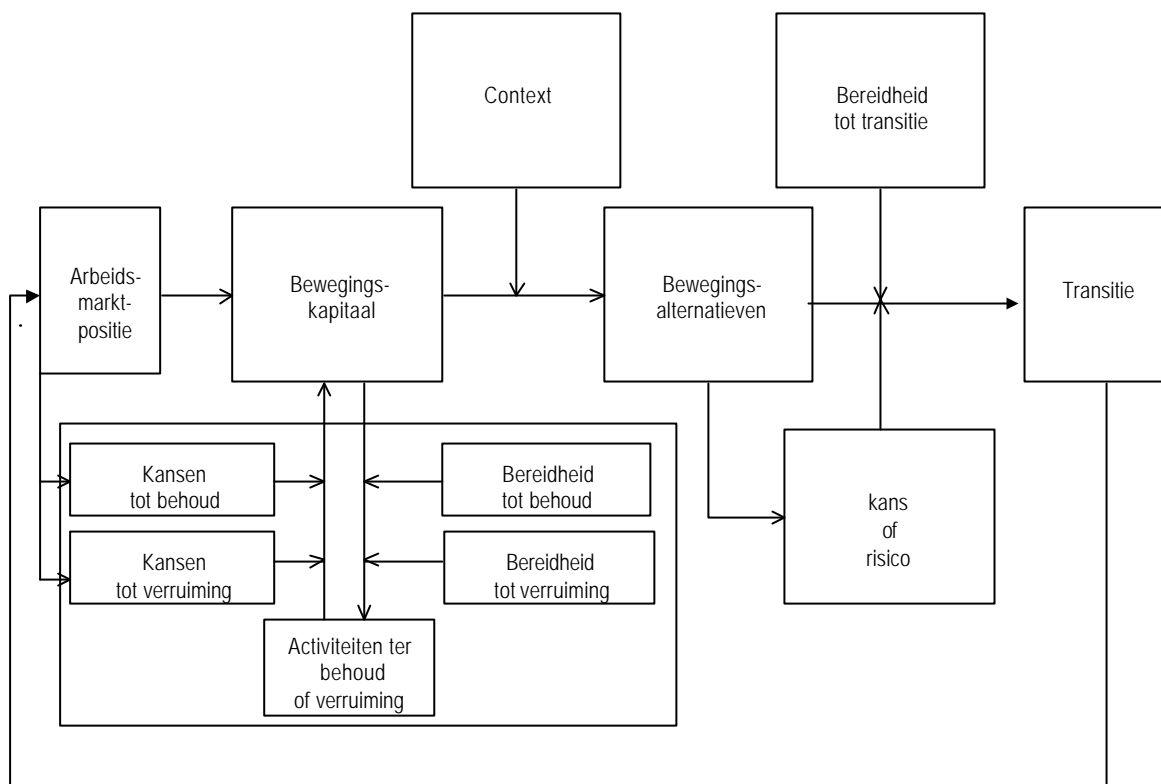 Context
Bereidheid
tot transitie
Arbeids-
markt-
positie
Bewegings-
kapitaal
Bewegings-
alternatieven
Transitie
Kansen
tot behoud
Bereidheid
tot behoud
kans
of
risico
Kansen
tot verruiming
Bereidheid
tot verruiming
Activiteiten ter
behoud
of verruiming